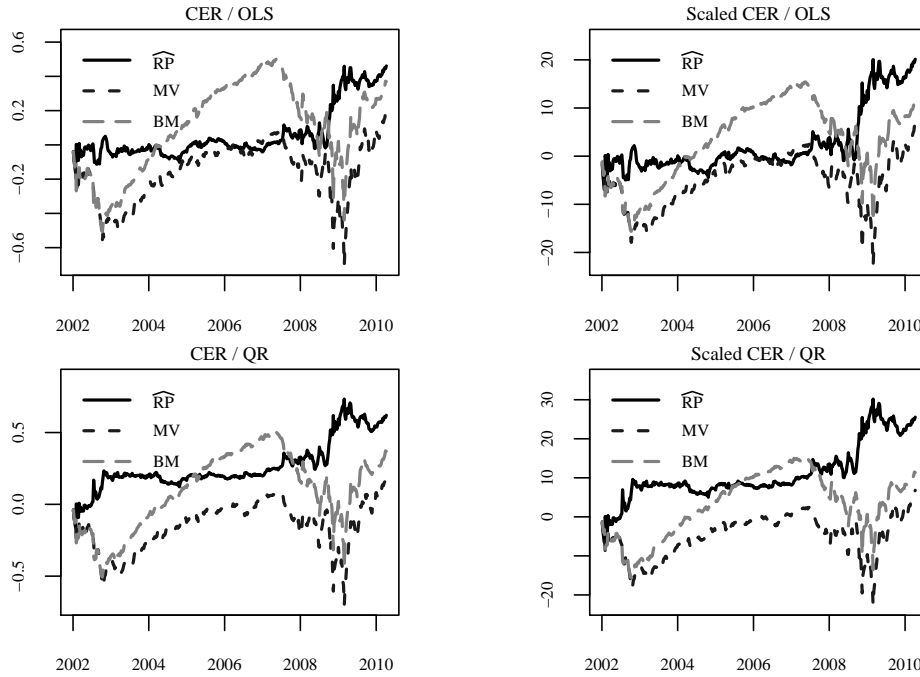 CER / OLS
0.6
0.2
−0.2
−0.6
RP
MV
BM
2002 2004 2006 2008 2010
Scaled CER / OLS
20
10
0
−10
−20
RP
MV
BM
2002 2004 2006 2008 2010
CER / QR
0.5
0.0
−0.5
RP
MV
BM
2002 2004 2006 2008 2010
Scaled CER / QR
30
20
10
0
−20
RP
MV
BM
2002 2004 2006 2008 2010